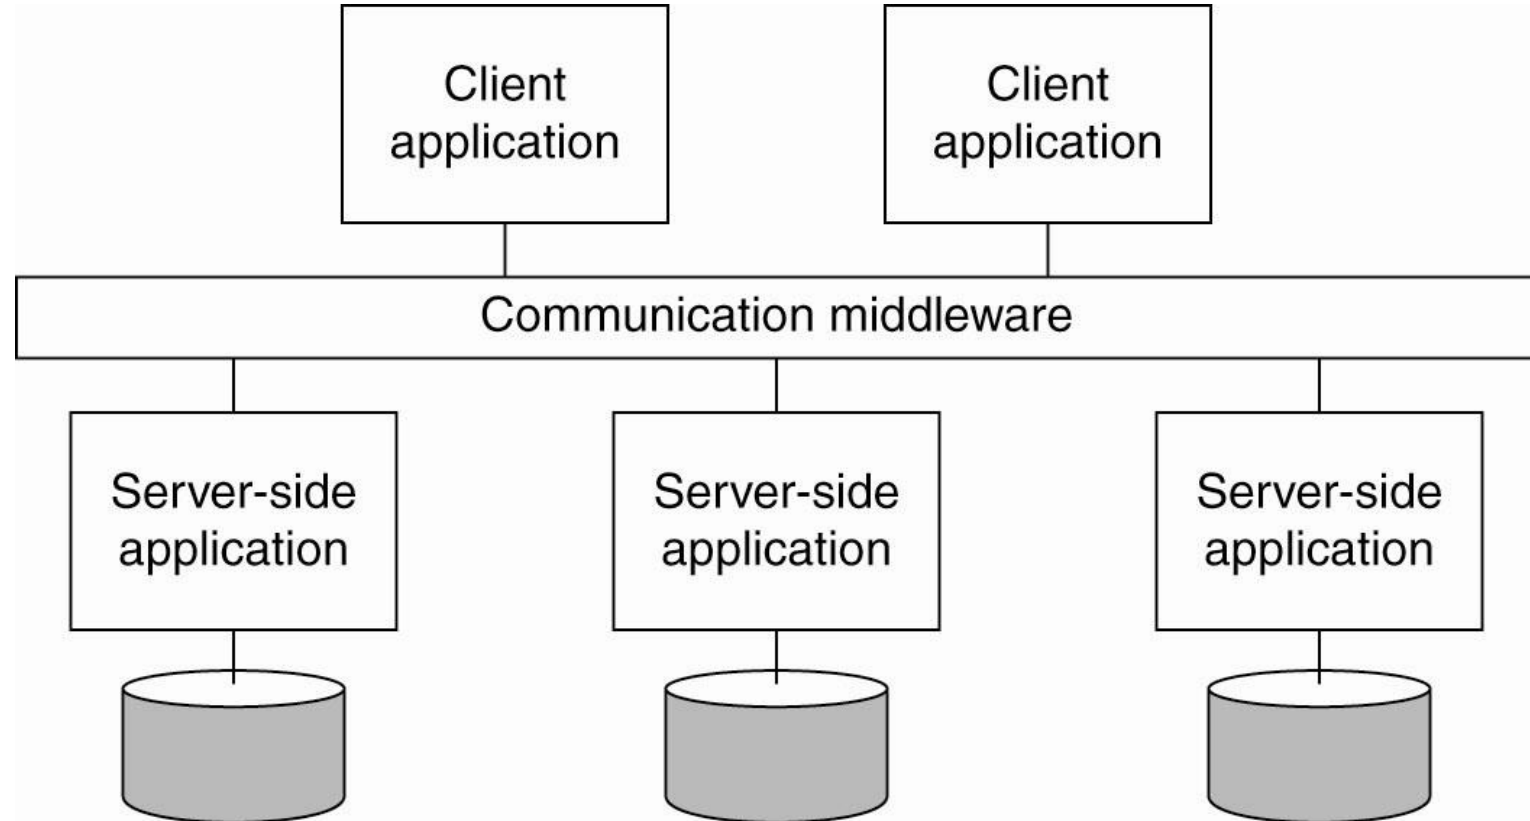 Client
application
Client
application
Communication middleware
Server-side
application
Server-side
application
Server-side
application